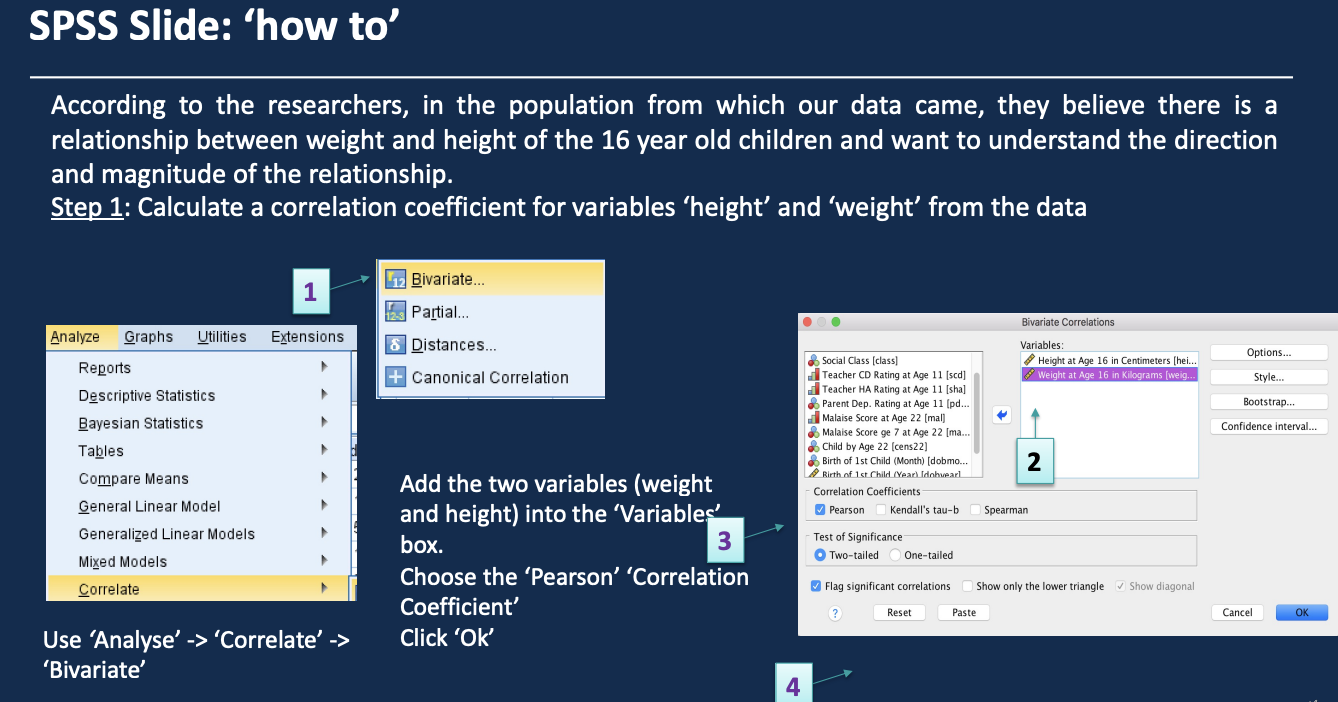 SPSS Slide: ‘how to’
According to the researchers, in the population from which our data came, they believe there is a
relationship between weight and height of the 16 year old children and want to understand the direction
and magnitude of the relationship.
Step 1: Calculate a correlation coefficient for variables ‘height’ and ‘weight’ from the data
1
Bivariate...
Partial...
Distances...
Canonical Correlation
Analyze Graphs Utilities Extensions
Reports
Descriptive Statistics
Bayesian Statistics
Tables
Compare Means
General Linear Model
Generalized Linear Models
Mixed Models
Correlate
Use ‘Analyse’ -> ‘Correlate’ ->
‘Bivariate’
Add the two variables (weight
and height) into the ‘Variables’
box.
Choose the ‘Pearson’ ‘Correlation
Coefficient’
Click ‘Ok’
Bivariate Correlations
Social Class [class]
Teacher CD Rating at Age 11 [scd]
Teacher HA Rating at Age 11 [sha]
Parent Dep. Rating at Age 11 [pd...
Malaise Score at Age 22 [mal]
Malaise Score ge 7 at Age 22 [ma...
Child by Age 22 [cens22]
Birth of 1st Child (Month) [dobmo...
Birth of 1st Child (Year) [dobyear]
Variables:
Height at Age 16 in Centimeters [hei...
Weight at Age 16 in Kilograms [weig...
2
Options...
Style...
Bootstrap...
Confidence interval...
Correlation Coefficients
Pearson Kendall's tau-b Spearman
3
Test of Significance
Two-tailed One-tailed
Flag significant correlations Show only the lower triangle Show diagonal
? Reset Paste Cancel OK
4